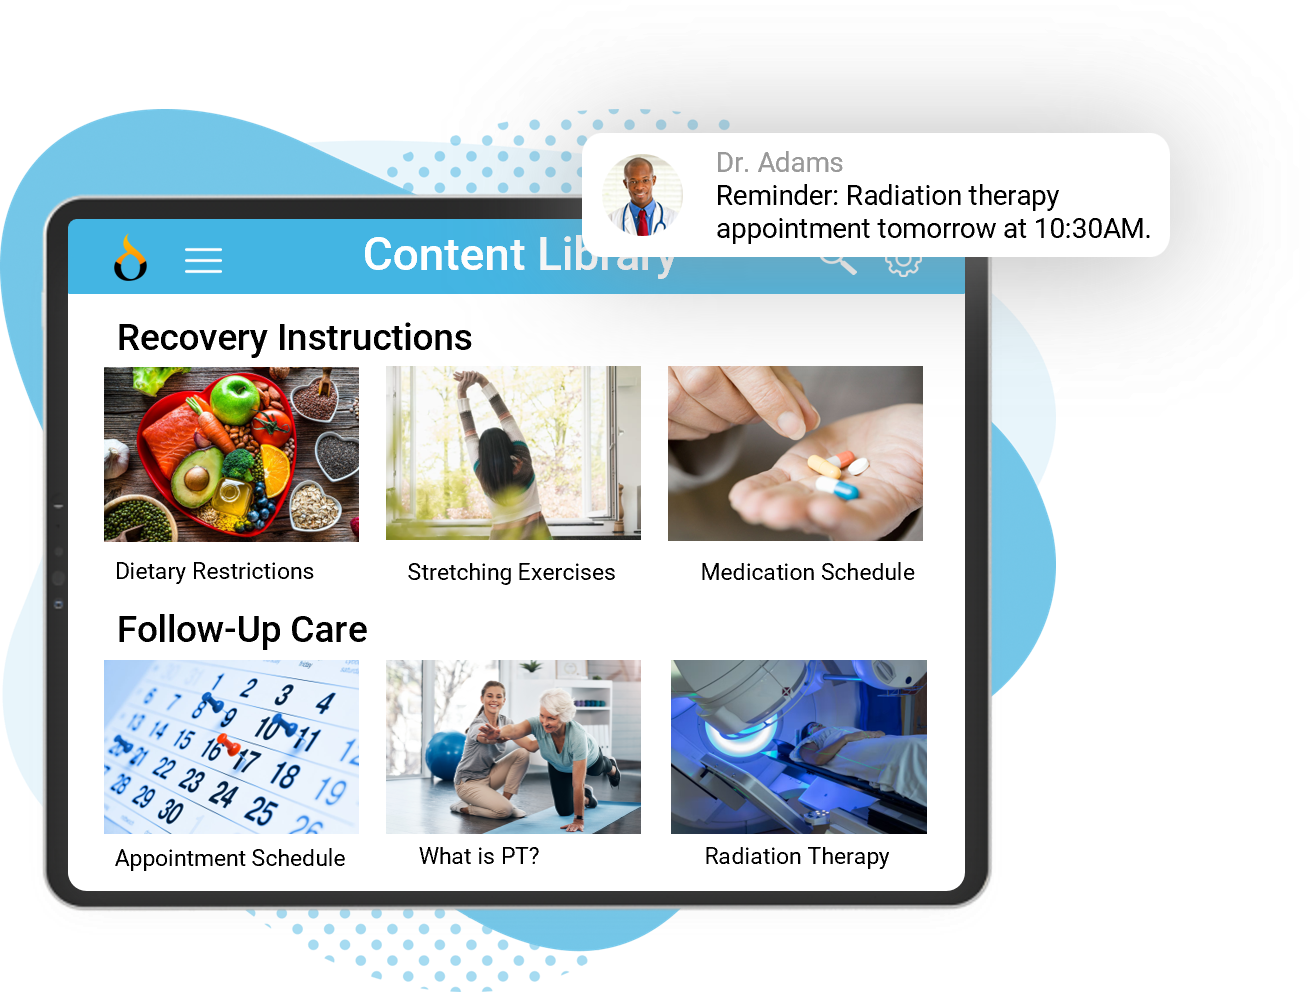 Dr. Adams
Reminder: Radiation therapy
appointment tomorrow at 10:30AM.
Content Library
Recovery Instructions
Dietary Restrictions
Stretching Exercises
Medication Schedule
Follow-Up Care
1 2 3 4
6 7 8 9 10 11 12
13 14 15 16 17 18 19
20 21 22 23 24 25 26
28 29 30
Appointment Schedule
What is PT?
Radiation Therapy